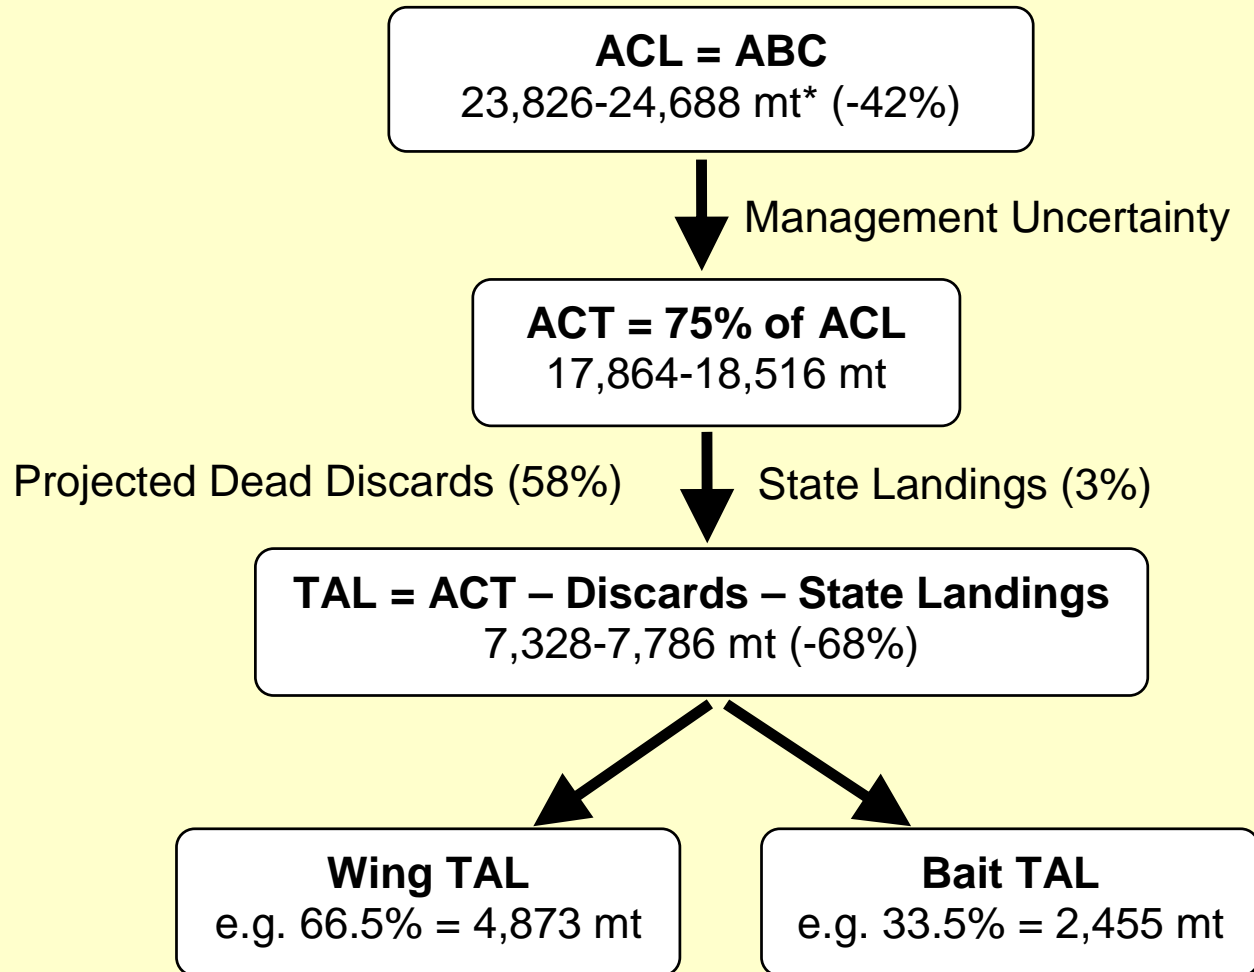 ACL = ABC
23,826-24,688 mt* (-42%)
Management Uncertainty
ACT = 75% of ACL
17,864-18,516 mt
Projected Dead Discards (58%)
State Landings (3%)
TAL = ACT – Discards – State Landings
7,328-7,786 mt (-68%)
Wing TAL
e.g. 66.5% = 4,873 mt
Bait TAL
e.g. 33.5% = 2,455 mt